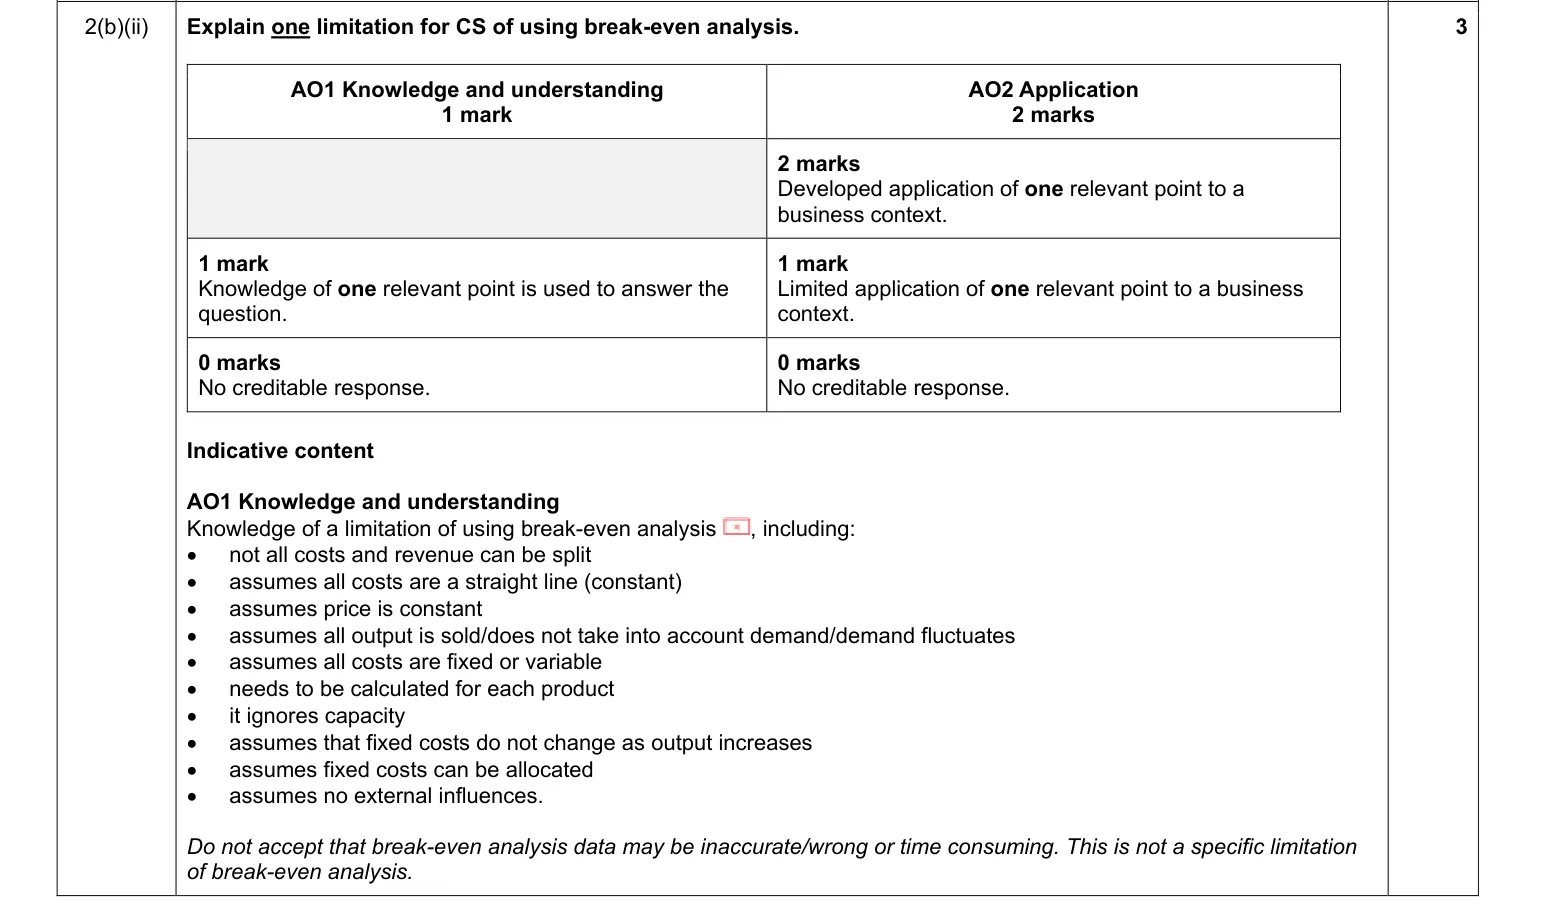 2(b)(ii) Explain one limitation for CS of using break-even analysis. 3
AO1 Knowledge and understanding
1 mark
AO2 Application
2 marks
2 marks
Developed application of one relevant point to a
business context.
1 mark
Knowledge of one relevant point is used to answer the
question.
1 mark
Limited application of one relevant point to a business
context.
0 marks
No creditable response.
0 marks
No creditable response.
Indicative content
AO1 Knowledge and understanding
Knowledge of a limitation of using break-even analysis , including:
• not all costs and revenue can be split
• assumes all costs are a straight line (constant)
• assumes price is constant
• assumes all output is sold/does not take into account demand/demand fluctuates
• assumes all costs are fixed or variable
• needs to be calculated for each product
• it ignores capacity
• assumes that fixed costs do not change as output increases
• assumes fixed costs can be allocated
• assumes no external influences.
Do not accept that break-even analysis data may be inaccurate/wrong or time consuming. This is not a specific limitation
of break-even analysis.